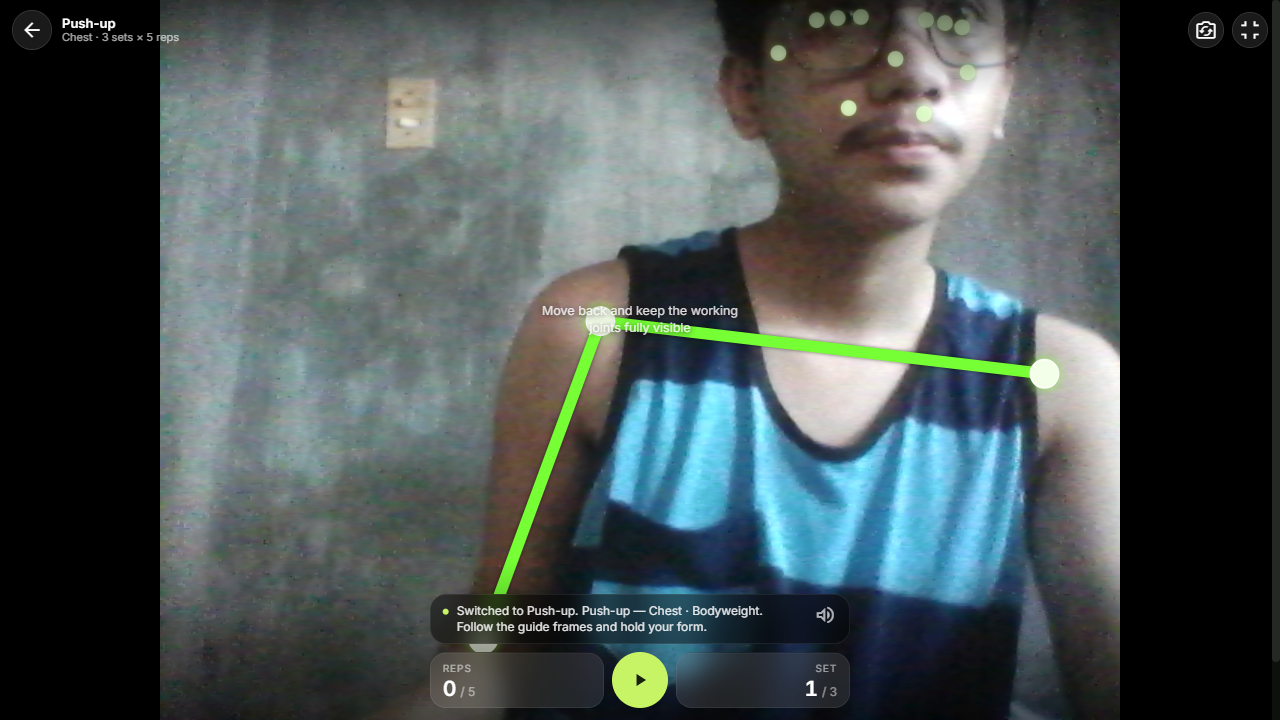 Push-up
Chest · 3 sets × 5 reps
Move back and keep the working
joints fully visible
Switched to Push-up. Push-up — Chest · Bodyweight.
Follow the guide frames and hold your form.
REPS
0 / 5
SET
1 / 3